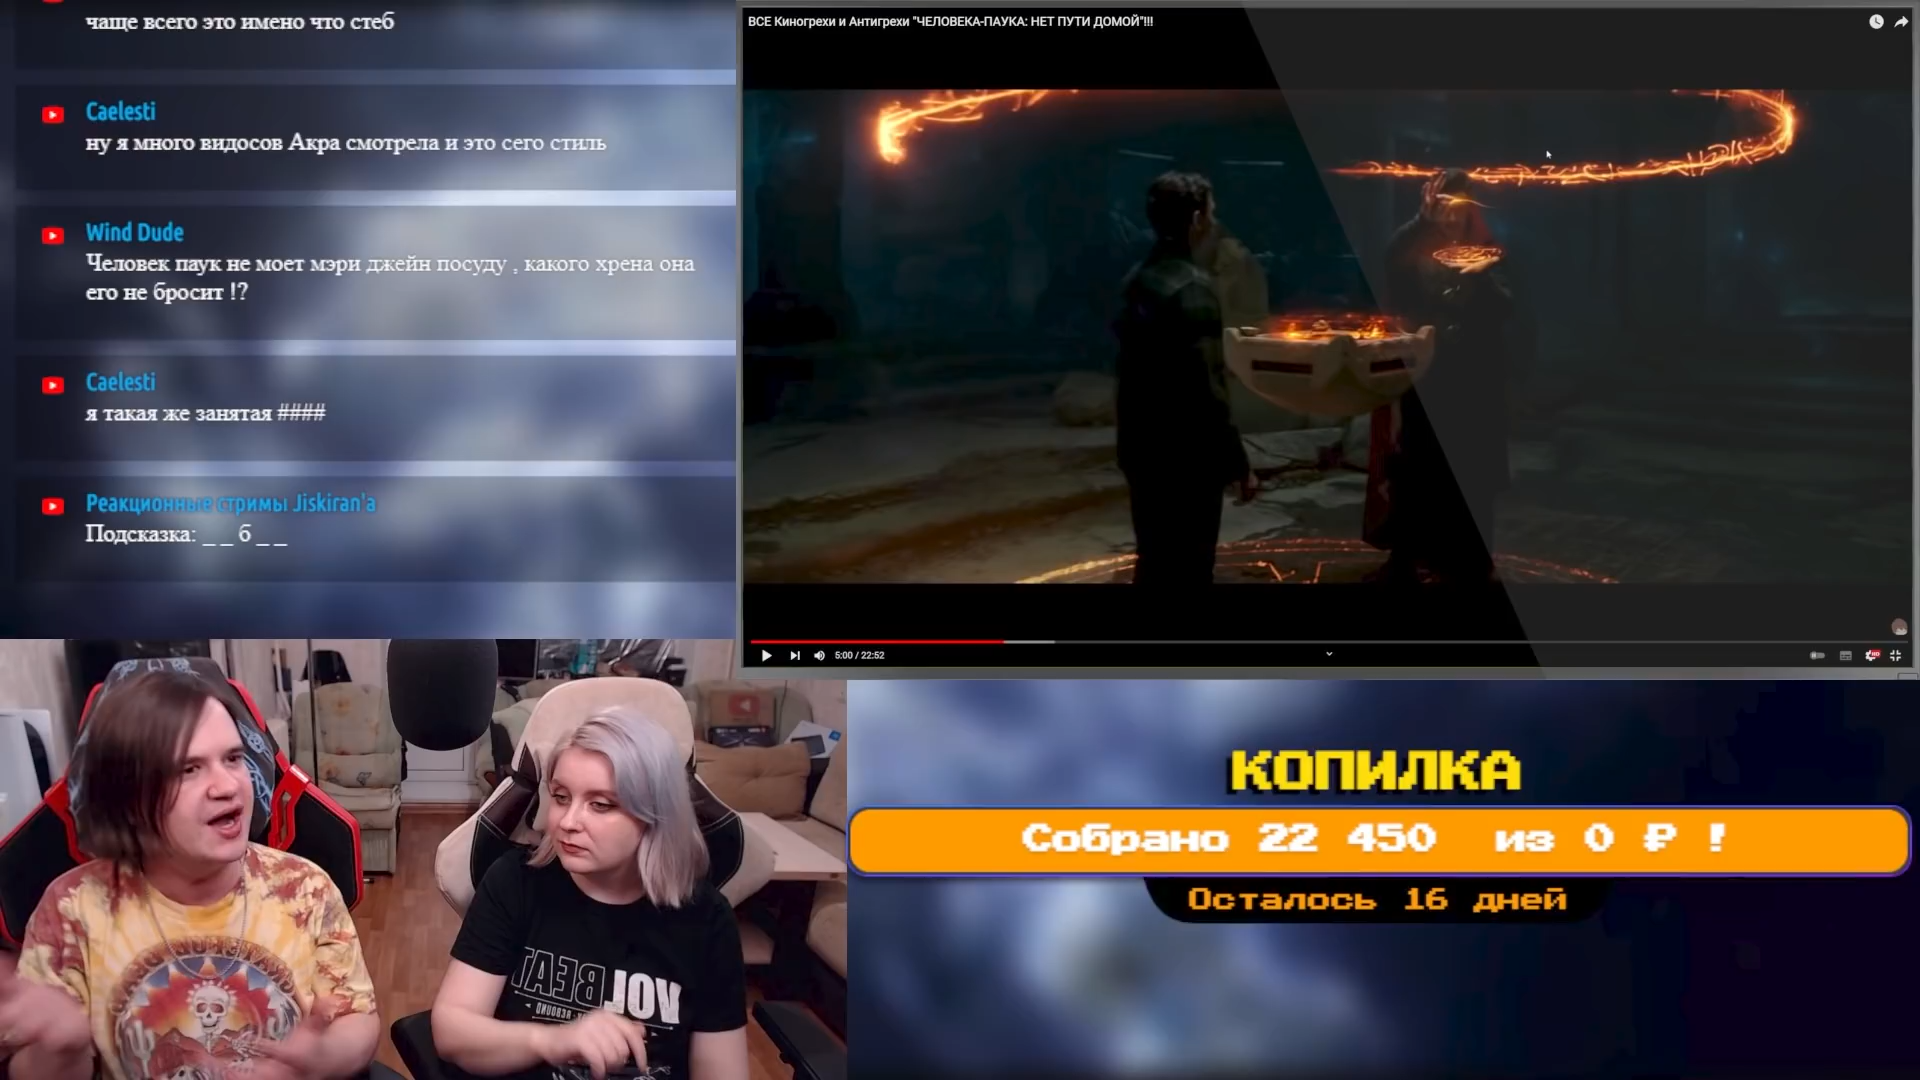 чаще всего это имено что стеб
Caelesti
ну я много видосов Акра смотрела и это сего стиль
Wind Dude
Человек паук не моет мэри джейн посуду , какого хрена она
его не бросит !?
Caelesti
я такая же занятая ####
Реакционные стримы Jiskiran'a
Подсказка: _ _ б _ _
ВСЕ Киногрехи и Антигрехи "ЧЕЛОВЕКА-ПАУКА: НЕТ ПУТИ ДОМОЙ"!!!
5:00 / 22:52
КОПИЛКА
Собрано 22 450 из 0 ₽ !
Осталось 16 дней
VOLBEAT